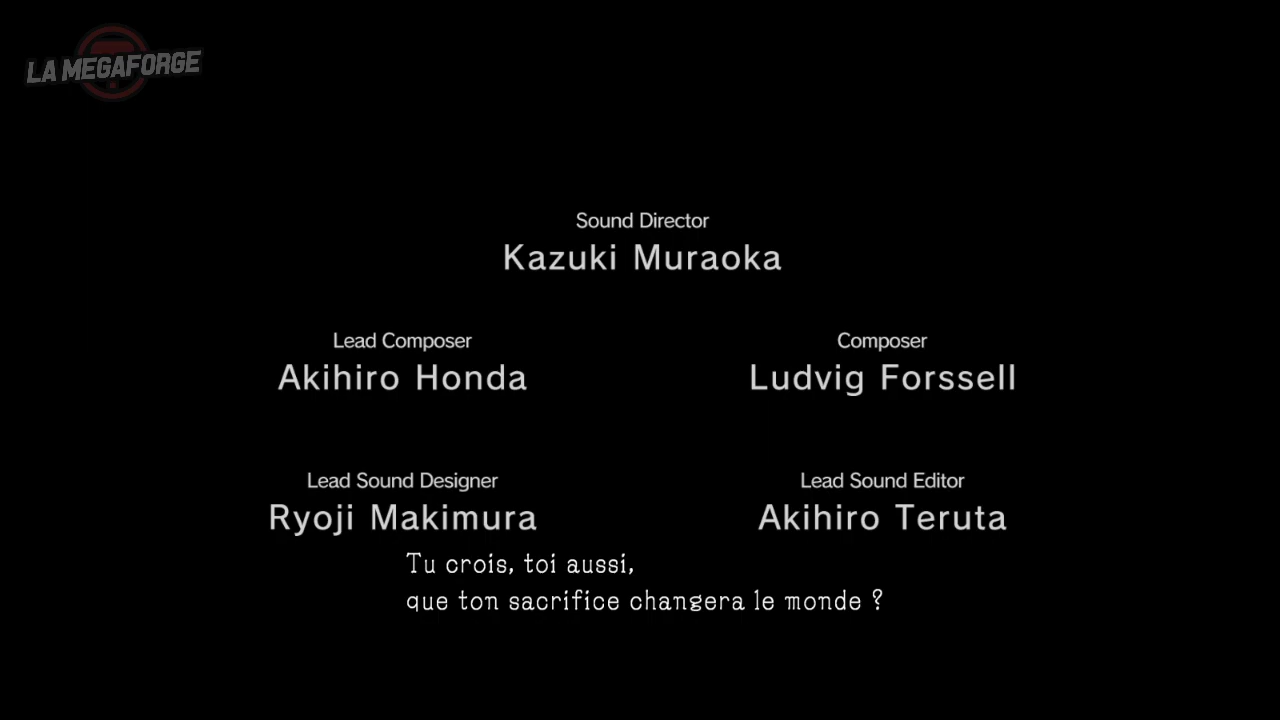 LA MEGAFORGE
Sound Director
Kazuki Muraoka
Lead Composer
Akihiro Honda
Composer
Ludvig Forssell
Lead Sound Designer
Ryoji Makimura
Lead Sound Editor
Akihiro Teruta
Tu crois, toi aussi,
que ton sacrifice changera le monde ?